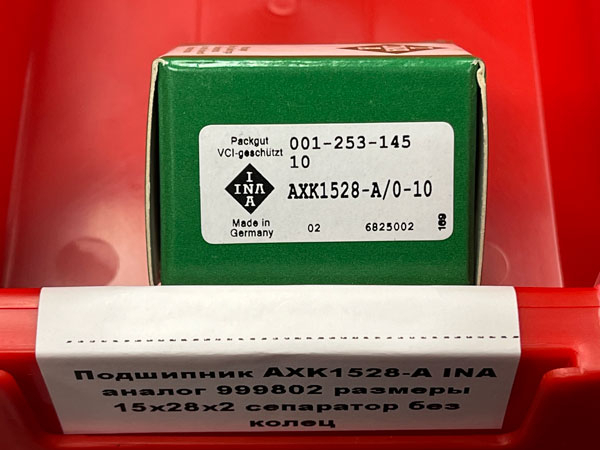 Packgut
VCI-geschützt
001-253-145
10
INA
INA
AXK1528-A/0-10
Made in
Germany
02
6825002
169
Подшипник AXK1528-A INA
аналог 999802 размеры
15x28x2 сепаратор без
колец